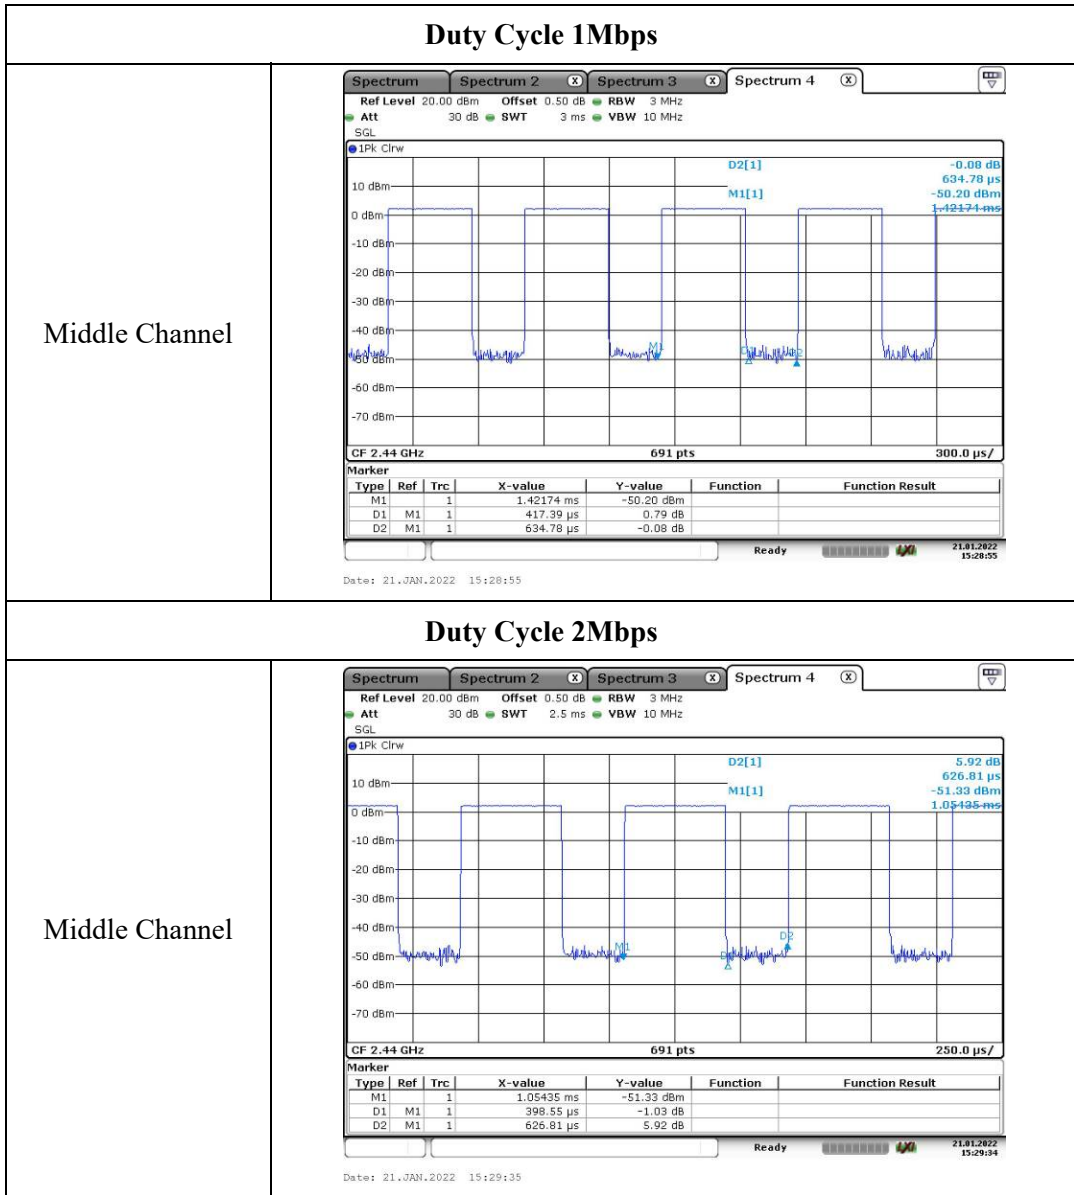 Duty Cycle 1Mbps
Middle Channel
Spectrum Spectrum 2 X Spectrum 3 X Spectrum 4 X
Ref Level 20.00 dBm Offset 0.50 dB RBW 3 MHz
Att 30 dB SWT 3 ms VBW 10 MHz
SGL
1Pk Clrw
D2[1] -0.08 dB
634.78 µs
10 dBm
M1[1] -50.20 dBm
1.42174 ms
0 dBm
-10 dBm
-20 dBm
-30 dBm
-40 dBm
M1
-50 dBm
D2
-60 dBm
-70 dBm
CF 2.44 GHz 691 pts 300.0 µs/
Marker
Type Ref Trc X-value Y-value Function Function Result
M1 1 1.42174 ms -50.20 dBm
D1 M1 1 417.39 µs 0.79 dB
D2 M1 1 634.78 µs -0.08 dB
Ready LXI 21.01.2022
15:28:55
Date: 21.JAN.2022 15:28:55
Duty Cycle 2Mbps
Middle Channel
Spectrum Spectrum 2 X Spectrum 3 X Spectrum 4 X
Ref Level 20.00 dBm Offset 0.50 dB RBW 3 MHz
Att 30 dB SWT 2.5 ms VBW 10 MHz
SGL
1Pk Clrw
D2[1] 5.92 dB
626.81 µs
10 dBm
M1[1] -51.33 dBm
1.05435 ms
0 dBm
-10 dBm
-20 dBm
-30 dBm
-40 dBm
D2
M1
-50 dBm
-60 dBm
-70 dBm
CF 2.44 GHz 691 pts 250.0 µs/
Marker
Type Ref Trc X-value Y-value Function Function Result
M1 1 1.05435 ms -51.33 dBm
D1 M1 1 398.55 µs -1.03 dB
D2 M1 1 626.81 µs 5.92 dB
Ready LXI 21.01.2022
15:29:34
Date: 21.JAN.2022 15:29:35